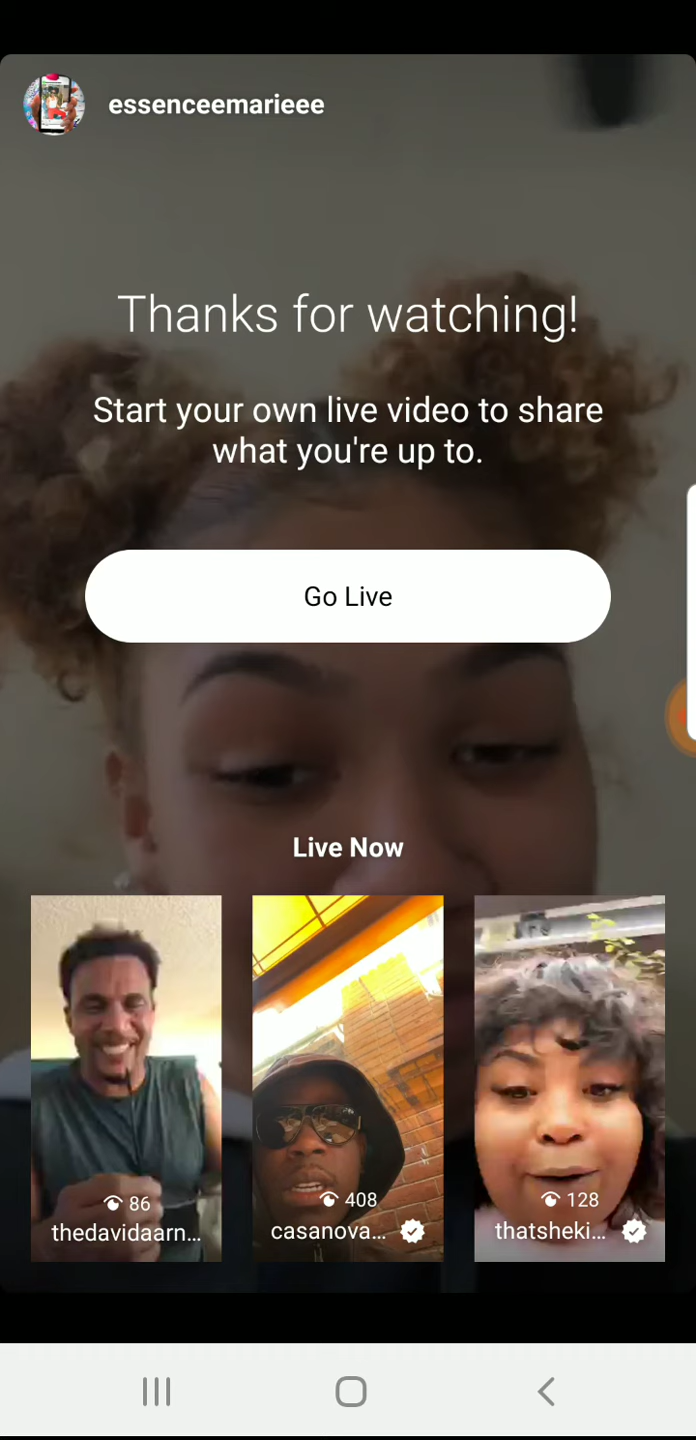 essenceemarieee
Thanks for watching!
Start your own live video to share
what you're up to.
Go Live
Live Now
86
thedavidaarn...
408
casanova...
128
thatsheki...